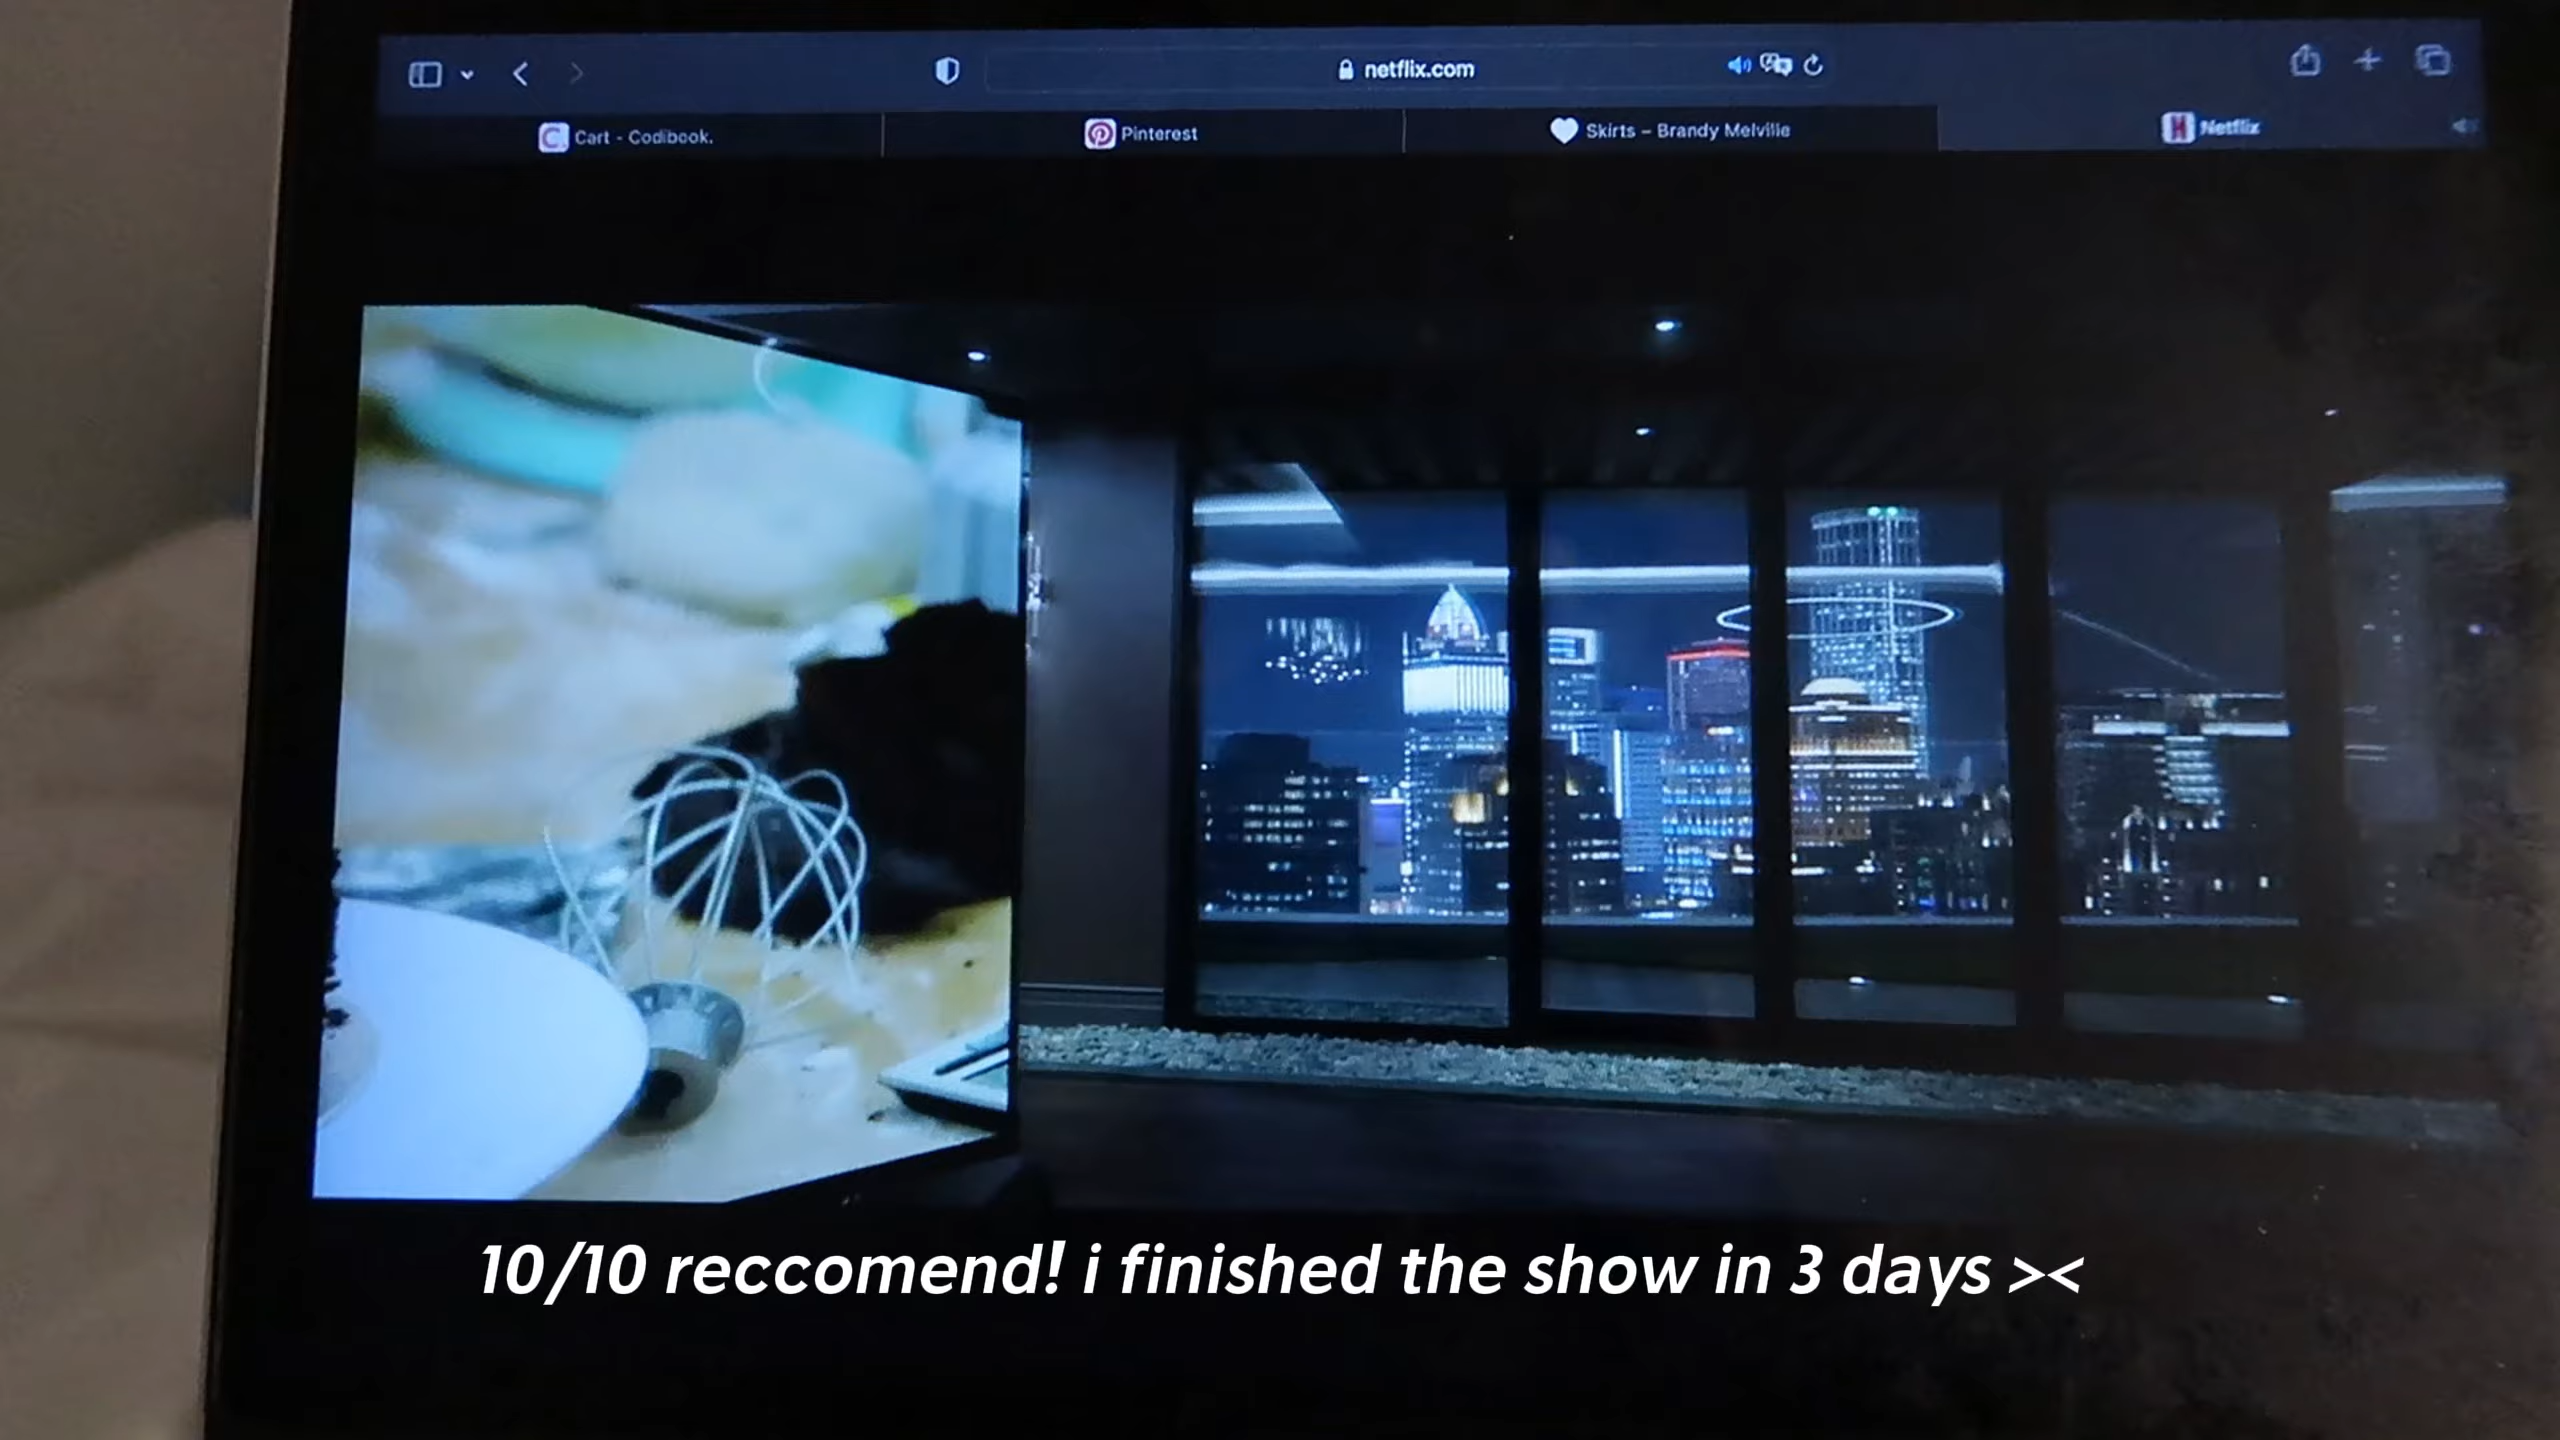 netflix.com
Cart - Codibook.
Pinterest
Skirts – Brandy Melville
Netflix
10/10 reccomend! i finished the show in 3 days ><